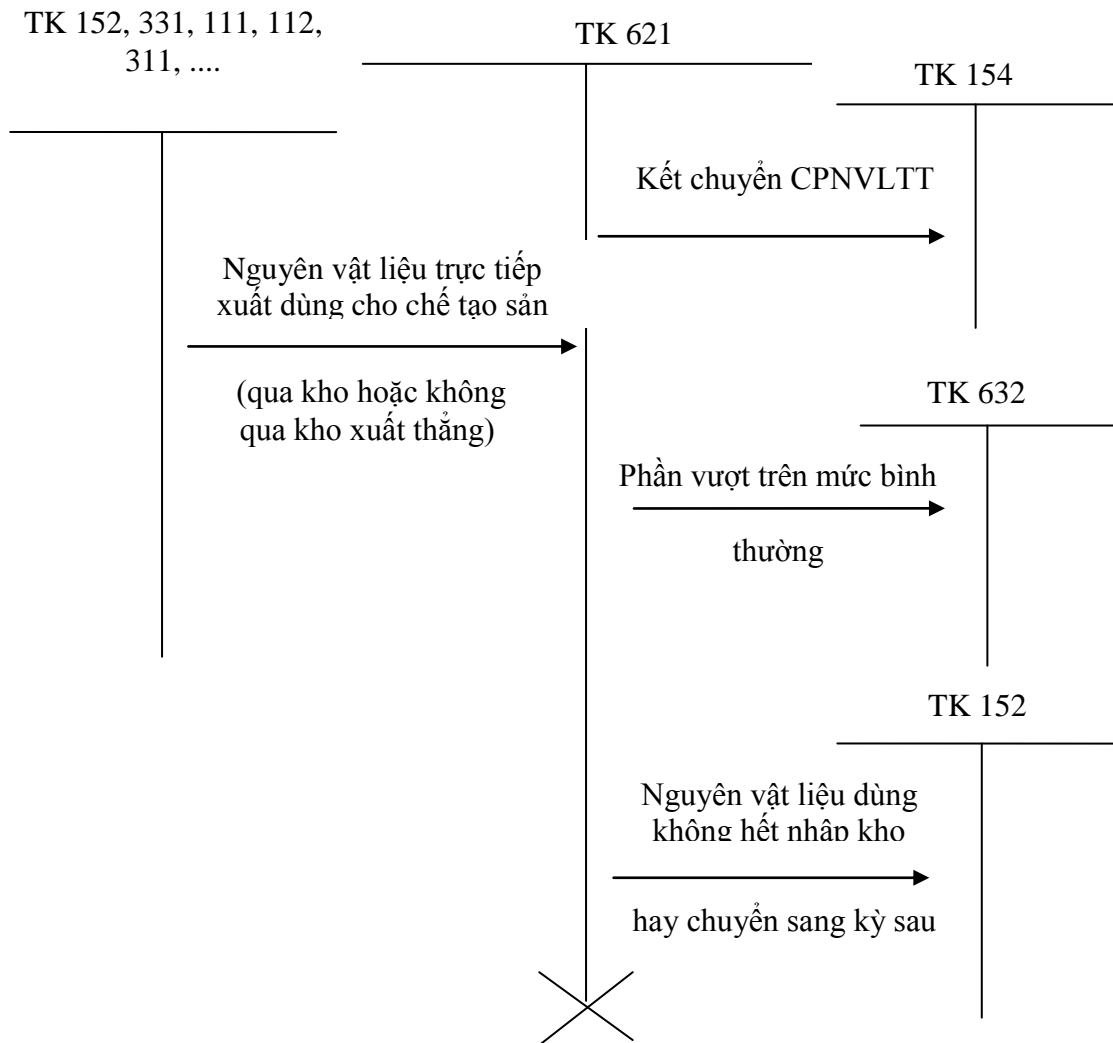 TK 152, 331, 111, 112,
311, ....
TK 621
TK 154
Kết chuyển CPNVLTT
Nguyên vật liệu trực tiếp
xuất dùng cho chế tạo sản
(qua kho hoặc không
qua kho xuất thẳng)
TK 632
Phần vượt trên mức bình
thường
TK 152
Nguyên vật liệu dùng
không hết nhập kho
hay chuyển sang kỳ sau